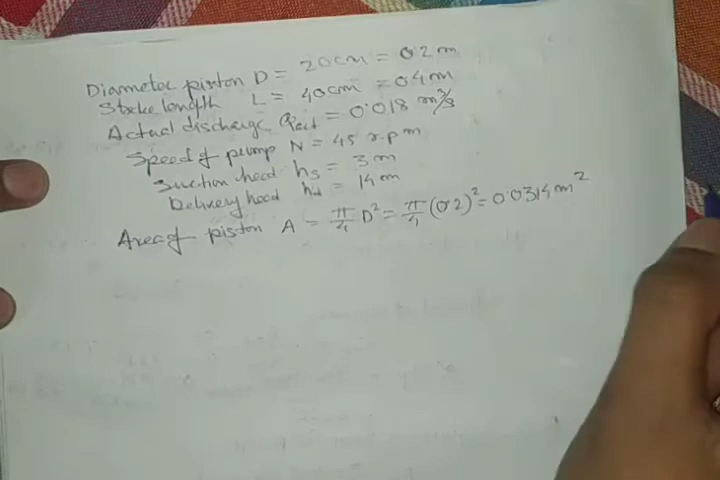 Diameter piston D = 20cm = 0.2 m
Stoke length L = 40cm = 0.4m
Actual discharge Qact = 0.018 m³/s
Speed of pump N = 45 r.p.m
Suction head hs = 3 m
Delivery head hd = 14 m
Area of piston A = π/4 D² = π/4 (0.2)² = 0.0314 m²